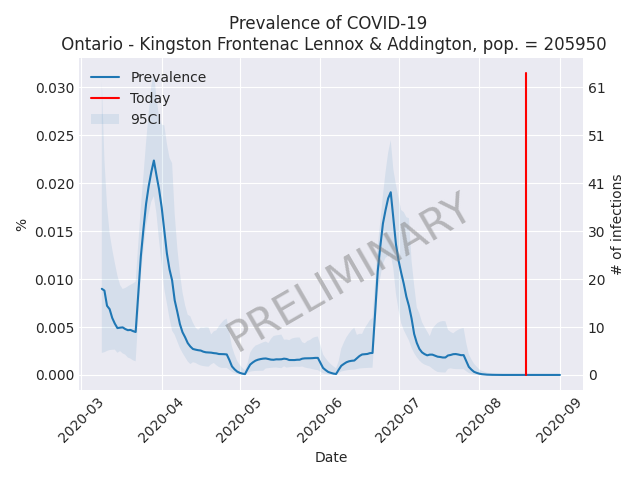 Prevalence of COVID-19
Ontario - Kingston Frontenac Lennox & Addington, pop. = 205950
Prevalence
Today
95CI
0.030
0.025
0.020
0.015
0.010
0.005
0.000
%
61
51
41
30
20
10
0
# of infections
PRELIMINARY
2020-03
2020-04
2020-05
2020-06
2020-07
2020-08
2020-09
Date